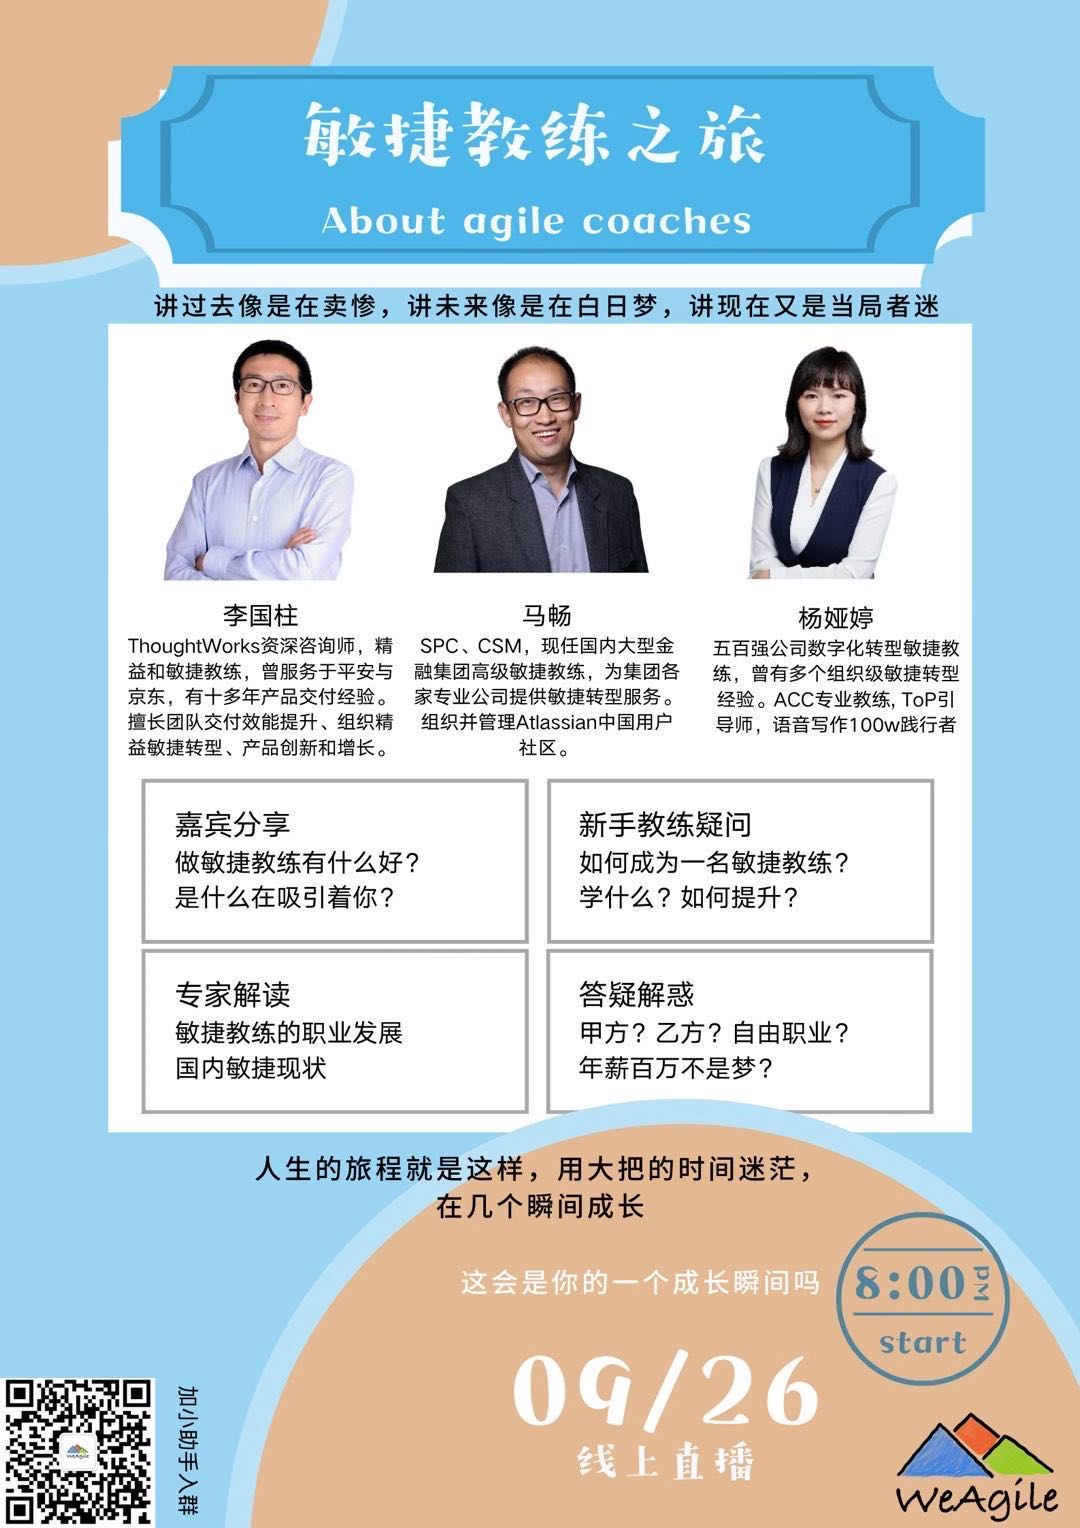 敏捷教练之旅
About agile coaches
讲过去像是在卖惨，讲未来像是在白日梦，讲现在又是当局者迷
李国柱
ThoughtWorks资深咨询师，精
益和敏捷教练，曾服务于平安与
京东，有十多年产品交付经验。
擅长团队交付效能提升、组织精
益敏捷转型、产品创新和增长。
马畅
SPC、CSM，现任国内大型金
融集团高级敏捷教练，为集团各
家专业公司提供敏捷转型服务。
组织并管理Atlassian中国用户
社区。
杨娅婷
五百强公司数字化转型敏捷教
练，曾有多个组织级敏捷转型
经验。ACC专业教练, ToP引
导师，语音写作100w践行者
嘉宾分享
做敏捷教练有什么好？
是什么在吸引着你？
新手教练疑问
如何成为一名敏捷教练？
学什么？如何提升？
专家解读
敏捷教练的职业发展
国内敏捷现状
答疑解惑
甲方？乙方？自由职业？
年薪百万不是梦？
人生的旅程就是这样，用大把的时间迷茫，
在几个瞬间成长
这会是你的一个成长瞬间吗
8:00 PM
start
09/26
线上直播
加小助手入群
WeAgile
WeAgile